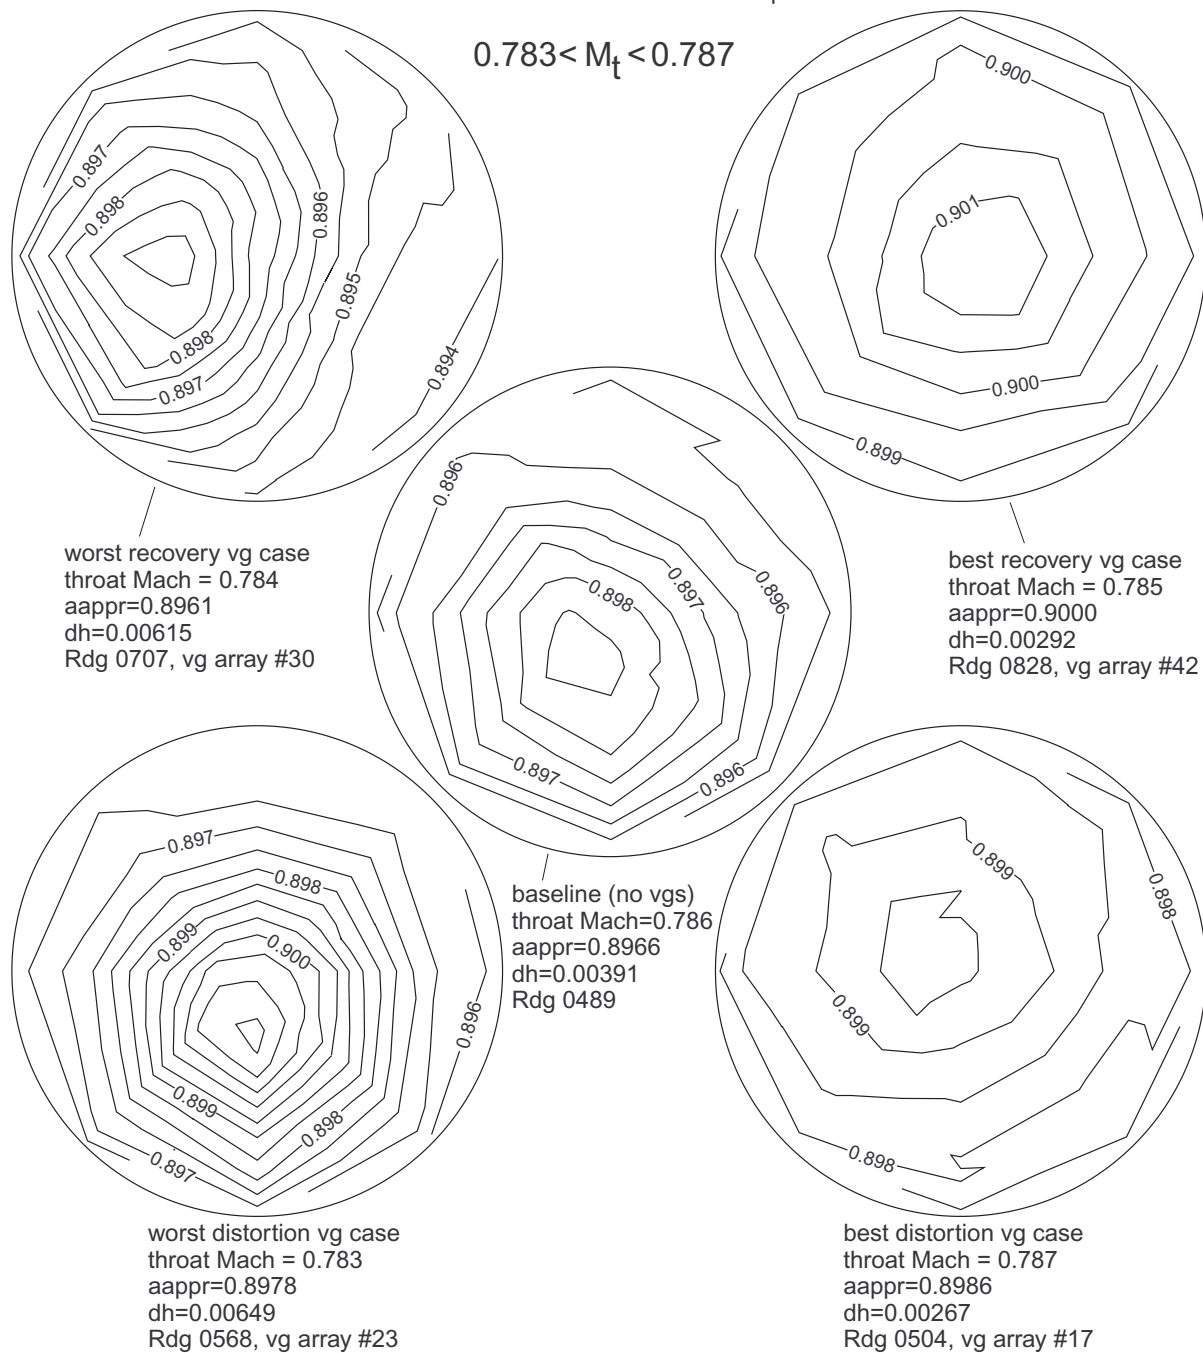 0.783< Mt <0.787
0.897
0.898
0.896
0.895
0.894
0.898
0.897
worst recovery vg case
throat Mach = 0.784
aappr=0.8961
dh=0.00615
Rdg 0707, vg array #30
0.900
0.901
0.900
0.899
best recovery vg case
throat Mach = 0.785
aappr=0.9000
dh=0.00292
Rdg 0828, vg array #42
0.896
0.898
0.897
0.896
0.897
0.896
baseline (no vgs)
throat Mach=0.786
aappr=0.8966
dh=0.00391
Rdg 0489
0.897
0.898
0.899
0.900
0.896
0.899
0.898
0.897
worst distortion vg case
throat Mach = 0.783
aappr=0.8978
dh=0.00649
Rdg 0568, vg array #23
0.899
0.898
0.899
0.898
best distortion vg case
throat Mach = 0.787
aappr=0.8986
dh=0.00267
Rdg 0504, vg array #17